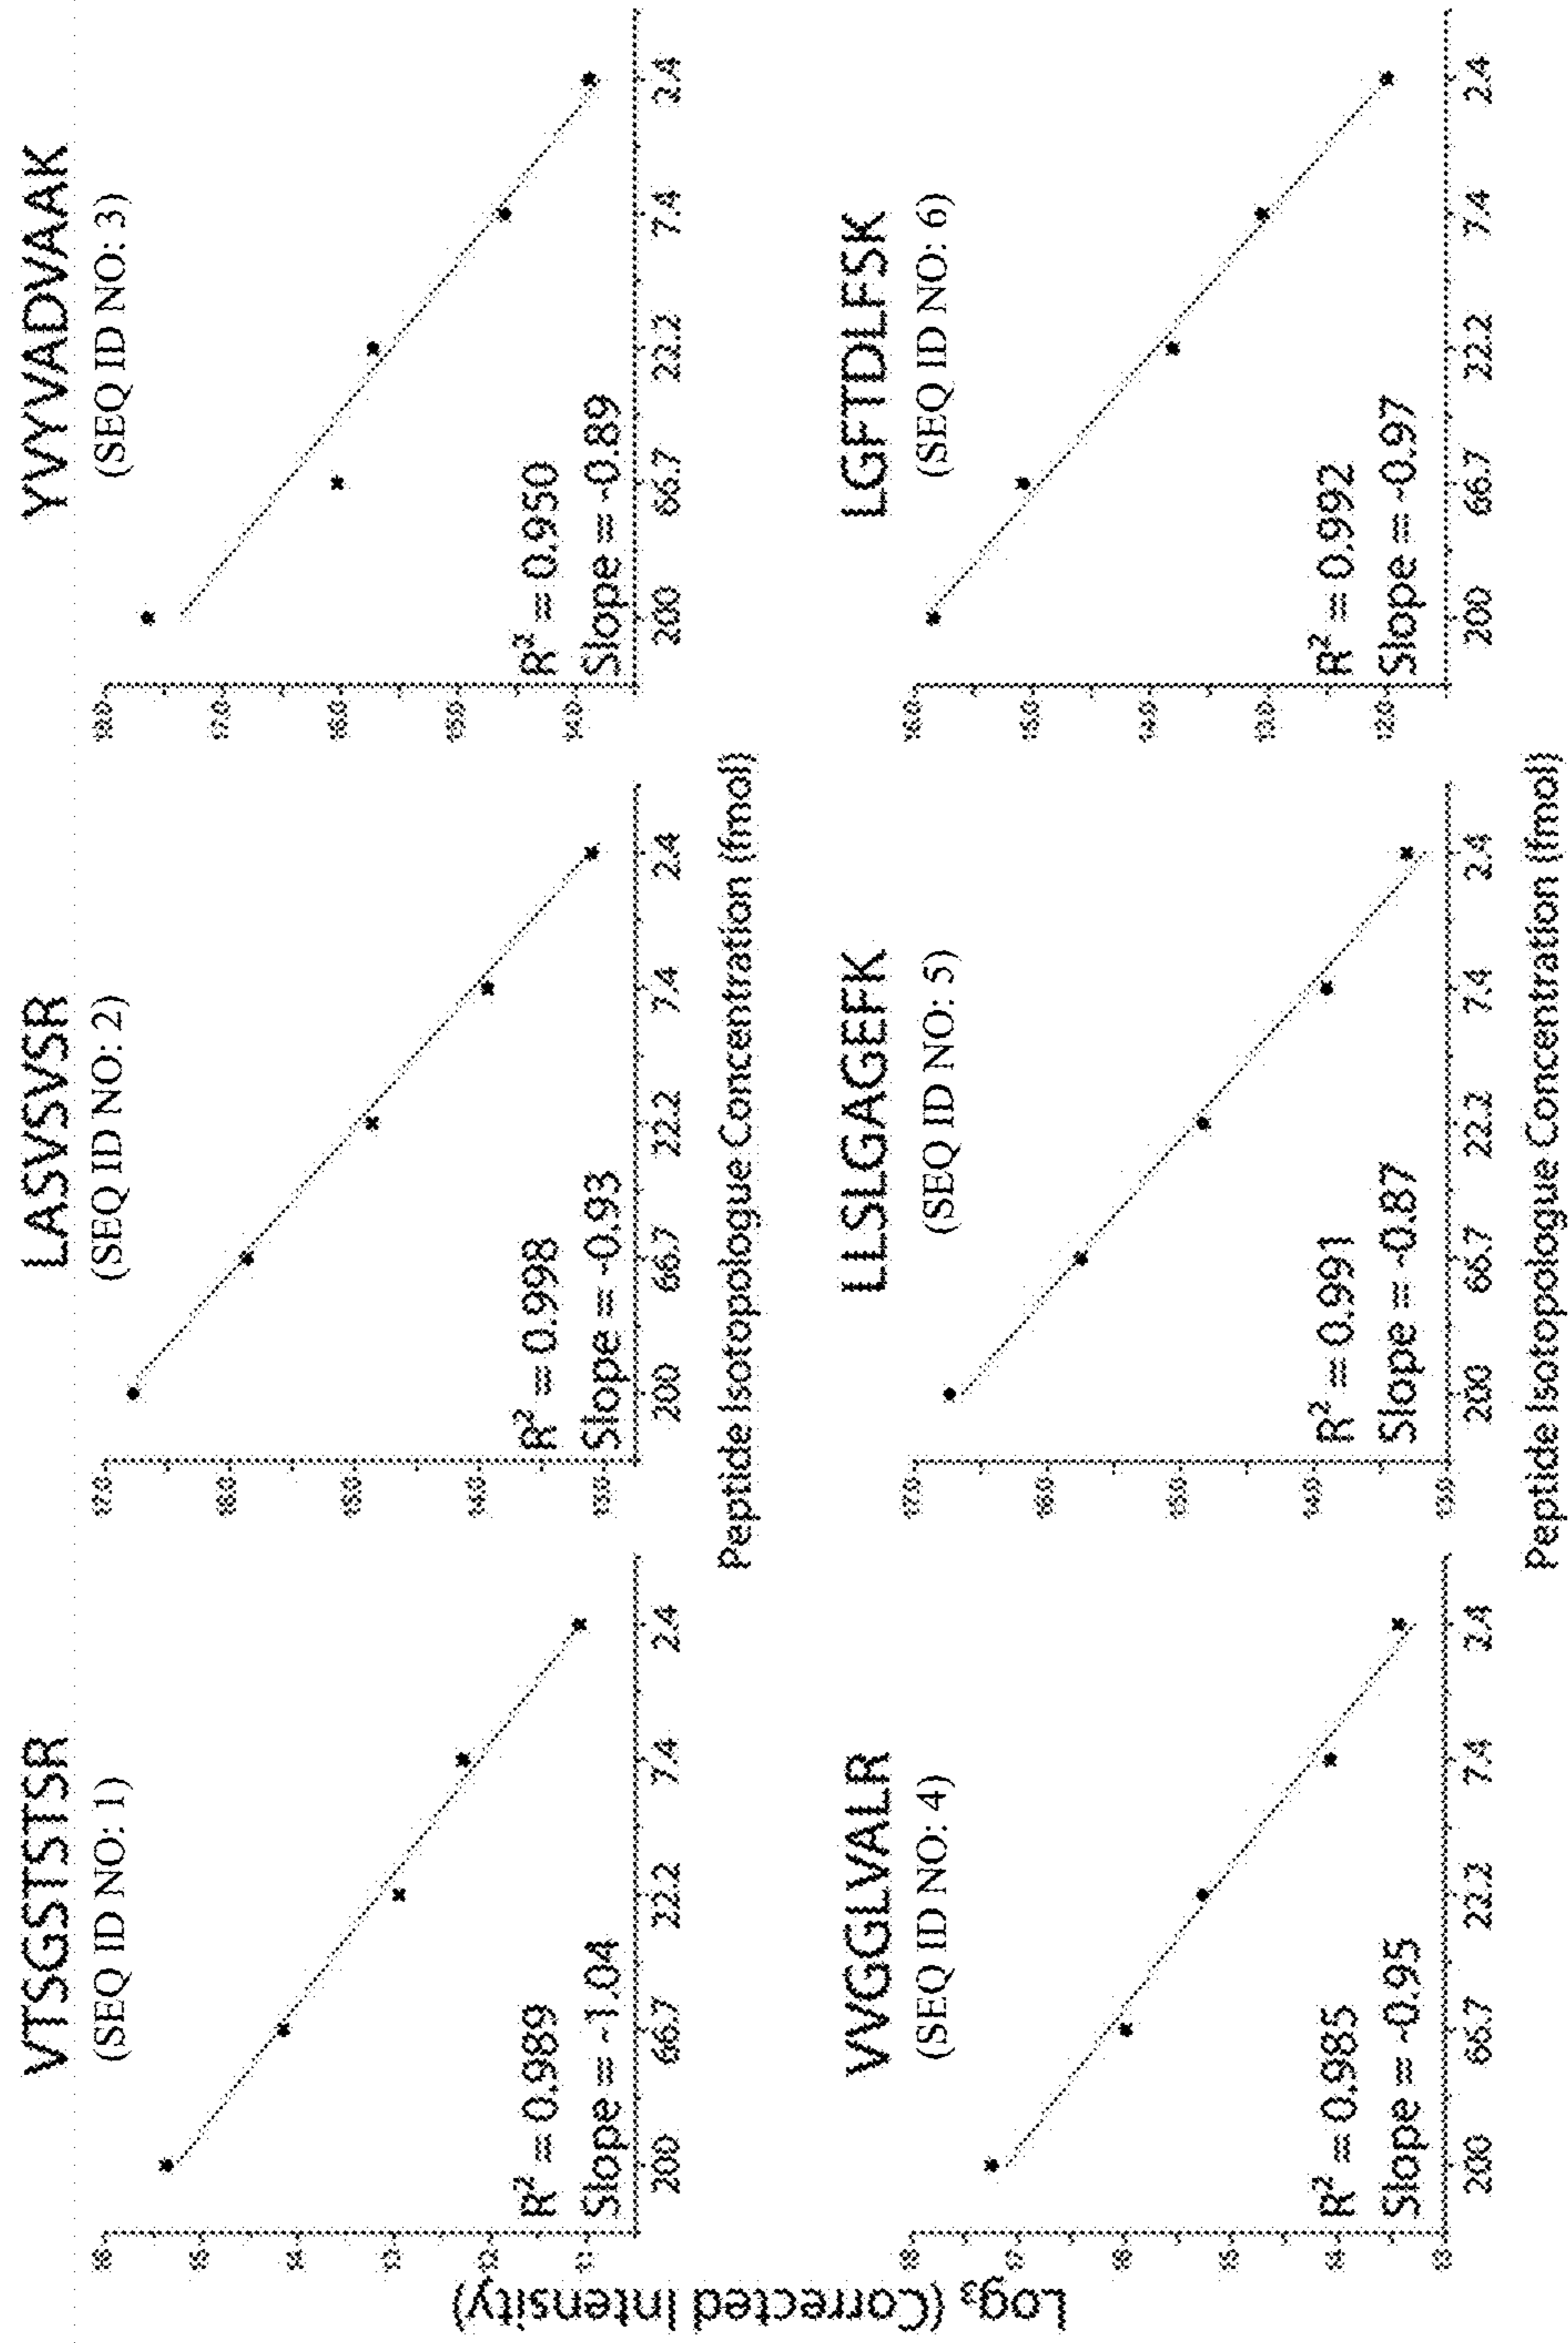 VTSGSTSTSR
(SEQ ID NO: 1)
R² = 0.989
Slope = -1.04
200 66.7 22.2 7.4 2.4
LASVSVSR
(SEQ ID NO: 2)
R² = 0.998
Slope = -0.93
200 66.7 22.2 7.4 2.4
YVYVADVAAK
(SEQ ID NO: 3)
R² = 0.950
Slope = -0.89
200 66.7 22.2 7.4 2.4
Peptide Isotopologue Concentration (fmol)
Log₃ (Corrected Intensity)
VVGGLVALR
(SEQ ID NO: 4)
R² = 0.985
Slope = -0.95
200 66.7 22.2 7.4 2.4
LLSLGAGEFK
(SEQ ID NO: 5)
R² = 0.991
Slope = -0.87
200 66.7 22.2 7.4 2.4
LGFTDLFSK
(SEQ ID NO: 6)
R² = 0.992
Slope = -0.97
200 66.7 22.2 7.4 2.4
Peptide Isotopologue Concentration (fmol)